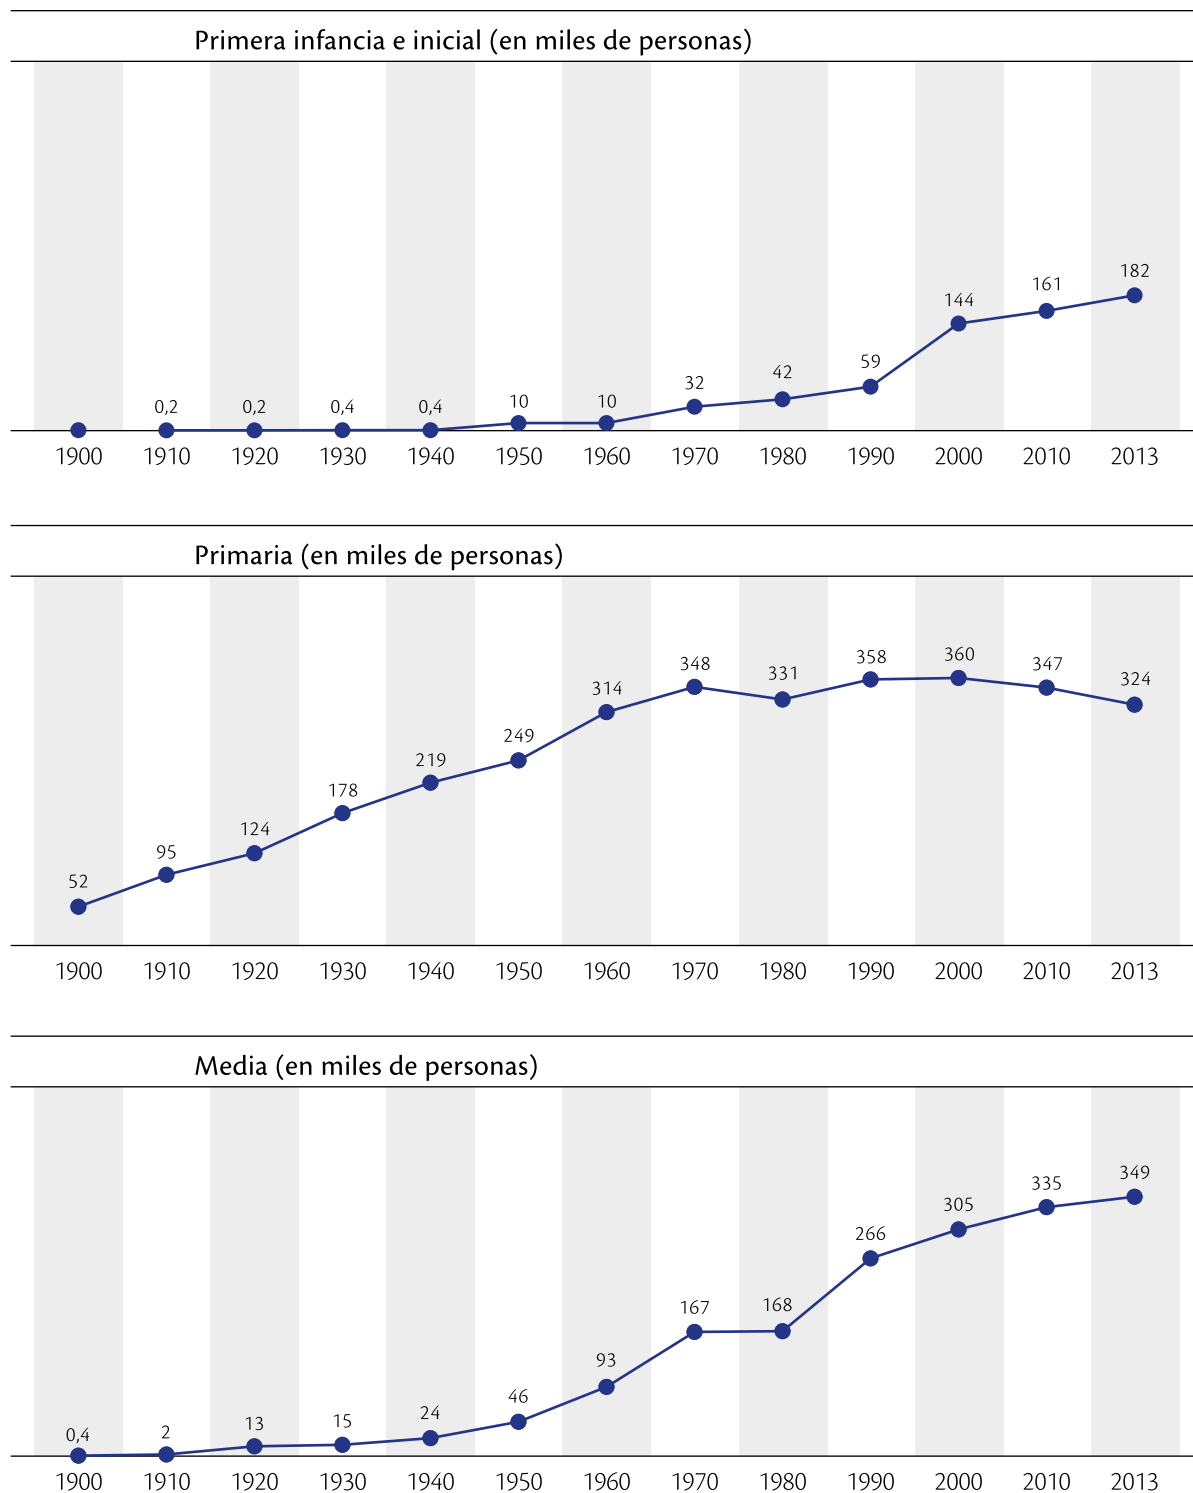 Primera infancia e inicial (en miles de personas)
0,2 0,2 0,4 0,4 10 10 32 42 59 144 161 182
1900 1910 1920 1930 1940 1950 1960 1970 1980 1990 2000 2010 2013
Primaria (en miles de personas)
52 95 124 178 219 249 314 348 331 358 360 347 324
1900 1910 1920 1930 1940 1950 1960 1970 1980 1990 2000 2010 2013
Media (en miles de personas)
0,4 2 13 15 24 46 93 167 168 266 305 335 349
1900 1910 1920 1930 1940 1950 1960 1970 1980 1990 2000 2010 2013